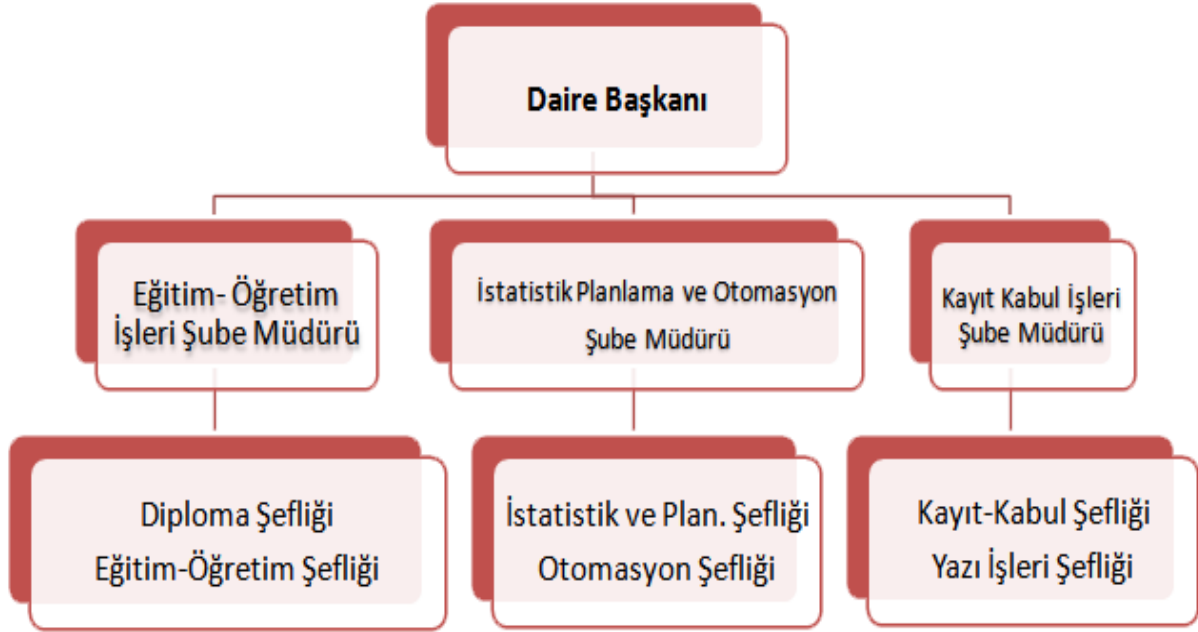 Daire Başkanı
Eğitim- Öğretim
İşleri Şube Müdürü
İstatistik Planlama ve Otomasyon
Şube Müdürü
Kayıt Kabul İşleri
Şube Müdürü
Diploma Şefliği
Eğitim-Öğretim Şefliği
İstatistik ve Plan. Şefliği
Otomasyon Şefliği
Kayıt-Kabul Şefliği
Yazı İşleri Şefliği